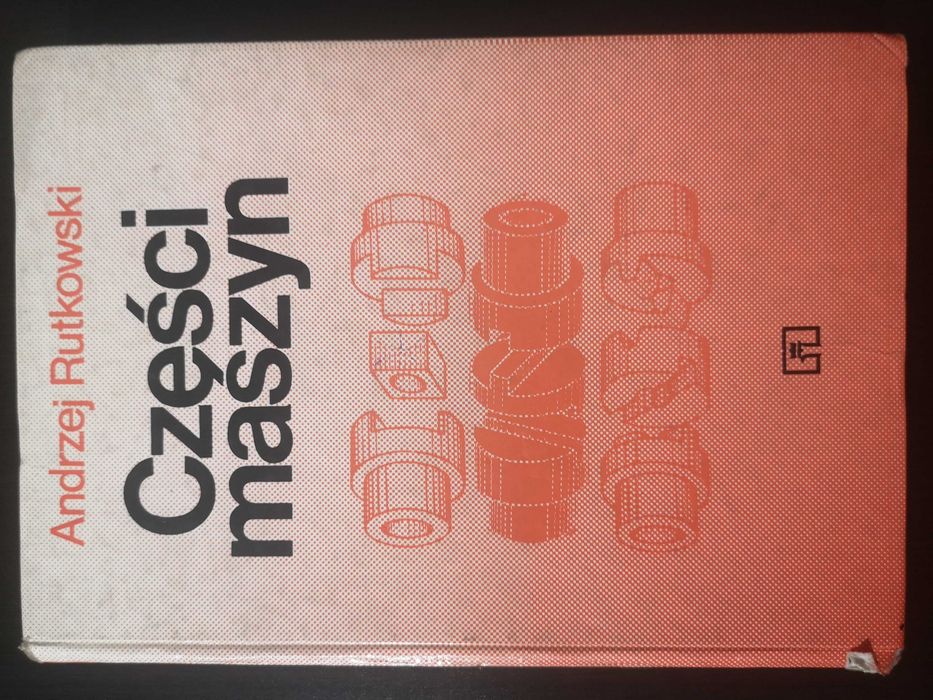 Andrzej Rutkowski
Części
maszyn